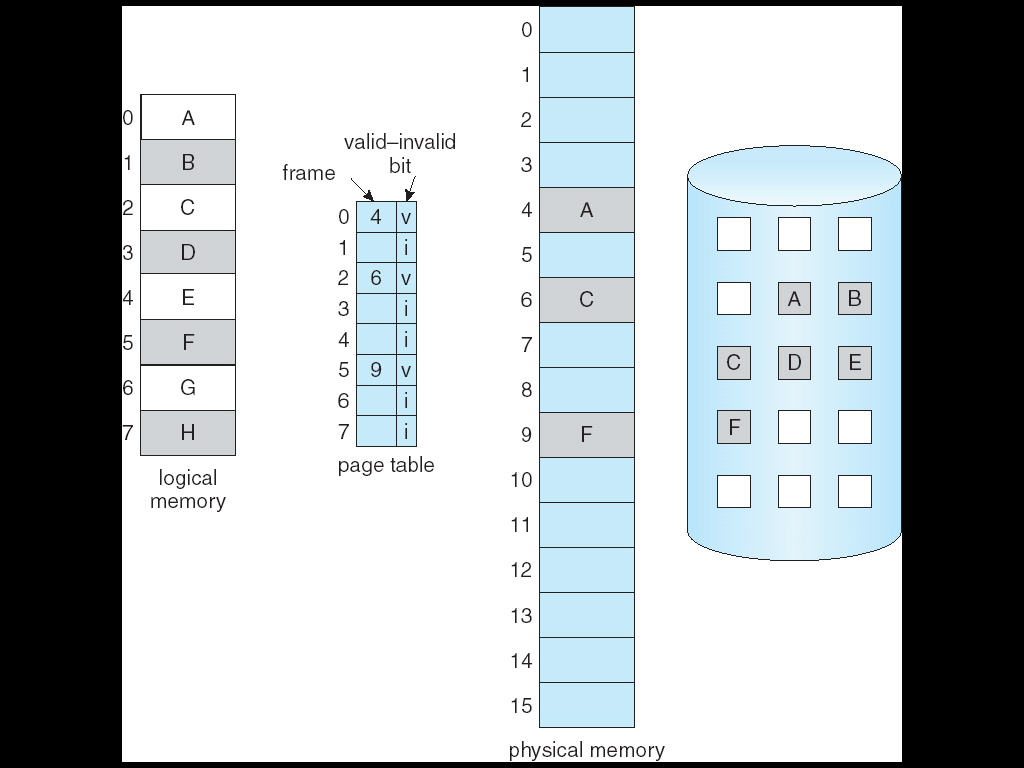 0 A
1 B
2 C
3 D
4 E
5 F
6 G
7 H
logical
memory
valid–invalid
bit
frame
0 4 v
1 i
2 6 v
3 i
4 i
5 9 v
6 i
7 i
page table
0
1
2
3
4 A
5
6 C
7
8
9 F
10
11
12
13
14
15
physical memory
A B
C D E
F